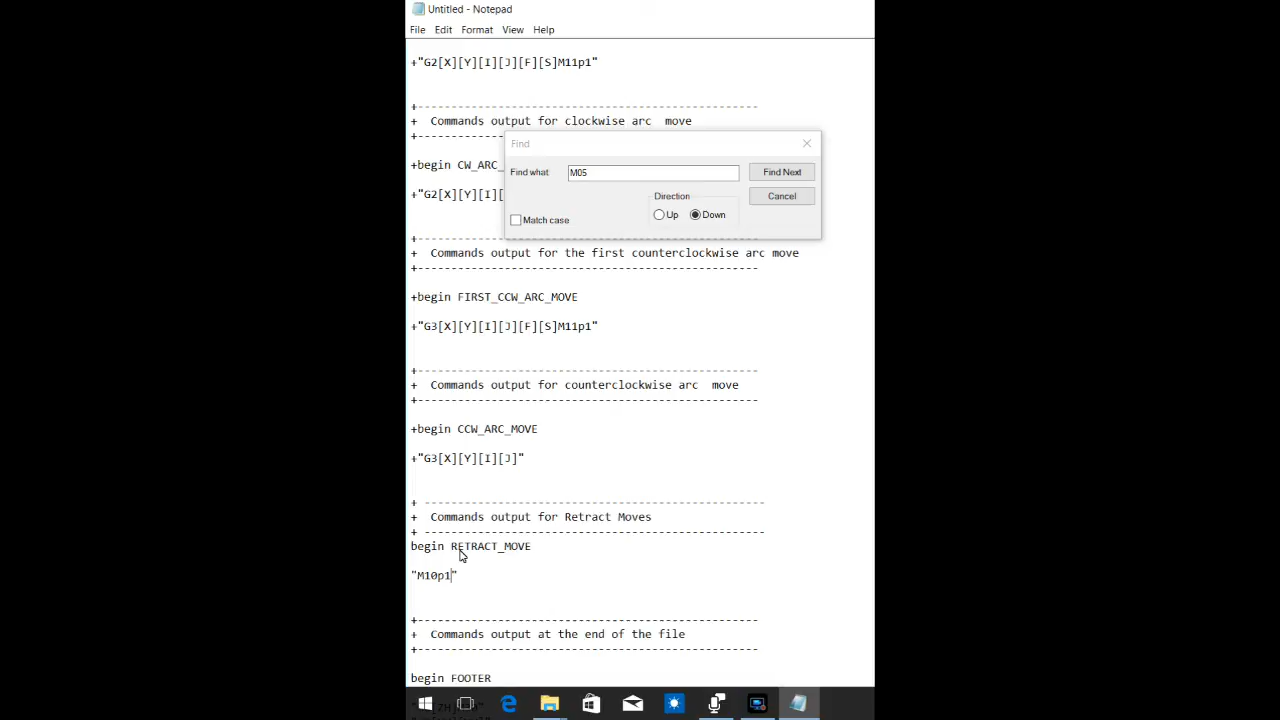 Untitled - Notepad
File Edit Format View Help
+"G2[X][Y][I][J][F][S]M11p1"
+---------------------------------------------------
+  Commands output for clockwise arc  move
+-------------
+begin CW_ARC_
+"G2[X][Y][I][
Find
Find what: M05
Find Next
Cancel
Direction
Up Down
Match case
+---------------------------------------------------
+  Commands output for the first counterclockwise arc move
+---------------------------------------------------
+begin FIRST_CCW_ARC_MOVE
+"G3[X][Y][I][J][F][S]M11p1"
+---------------------------------------------------
+  Commands output for counterclockwise arc  move
+---------------------------------------------------
+begin CCW_ARC_MOVE
+"G3[X][Y][I][J]"
+ ---------------------------------------------------
+  Commands output for Retract Moves
+ ---------------------------------------------------
begin RETRACT_MOVE
"M10p1"
+---------------------------------------------------
+  Commands output at the end of the file
+---------------------------------------------------
begin FOOTER